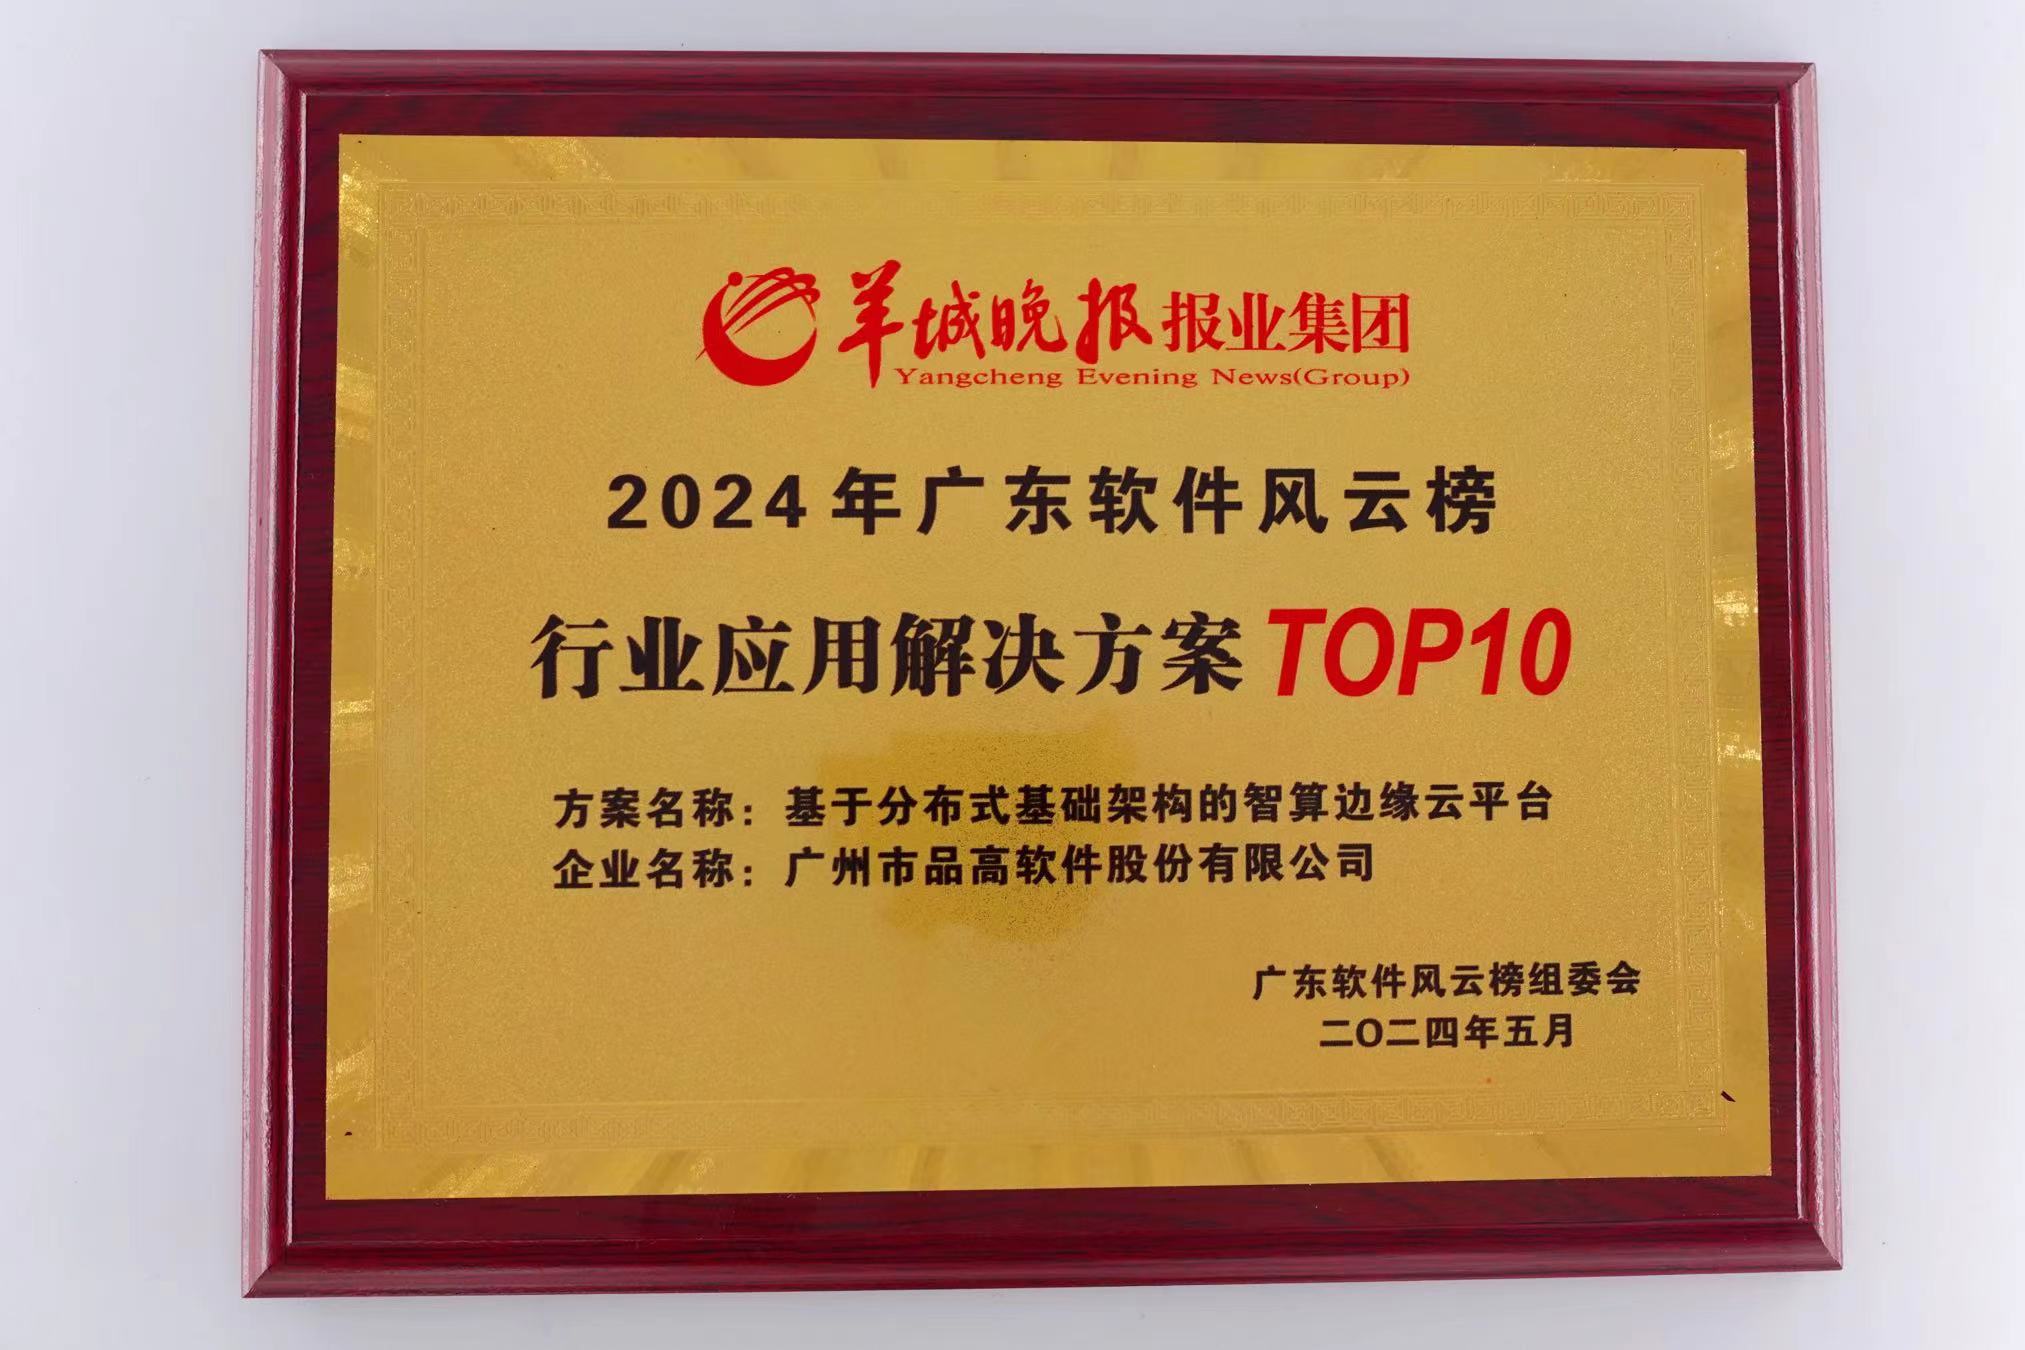 羊城晚报报业集团
Yangcheng Evening News(Group)
2024年广东软件风云榜
行业应用解决方案TOP10
方案名称：基于分布式基础架构的智算边缘云平台
企业名称：广州市品高软件股份有限公司
广东软件风云榜组委会
二〇二四年五月